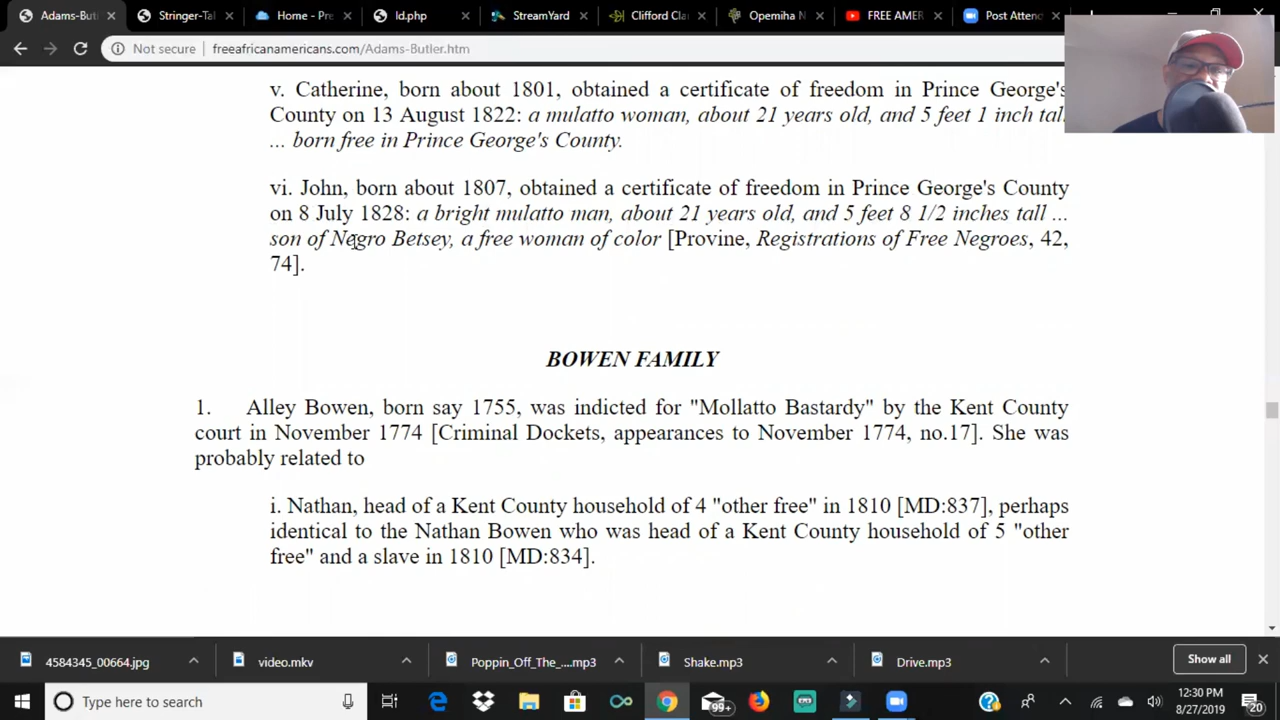 Adams-But
Stringer-Tal
Home - Pre
ld.php
StreamYard
Clifford Cla
Opemiha N
FREE AMER
Post Attend
Not secure
freeafricanamericans.com/Adams-Butler.htm
v. Catherine, born about 1801, obtained a certificate of freedom in Prince George's
County on 13 August 1822: a mulatto woman, about 21 years old, and 5 feet 1 inch tall
... born free in Prince George's County.
vi. John, born about 1807, obtained a certificate of freedom in Prince George's County
on 8 July 1828: a bright mulatto man, about 21 years old, and 5 feet 8 1/2 inches tall ...
son of Negro Betsey, a free woman of color [Provine, Registrations of Free Negroes, 42,
74].
BOWEN FAMILY
1. Alley Bowen, born say 1755, was indicted for "Mollatto Bastardy" by the Kent County
court in November 1774 [Criminal Dockets, appearances to November 1774, no.17]. She was
probably related to
i. Nathan, head of a Kent County household of 4 "other free" in 1810 [MD:837], perhaps
identical to the Nathan Bowen who was head of a Kent County household of 5 "other
free" and a slave in 1810 [MD:834].
4584345_00664.jpg
video.mkv
Poppin_Off_The_....mp3
Shake.mp3
Drive.mp3
Show all
Type here to search
99+
12:30 PM
8/27/2019
20